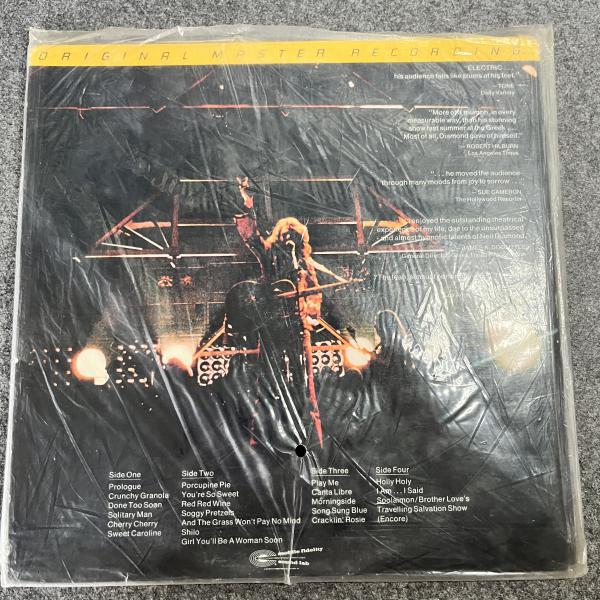 ORIGINAL MASTER RECORDING
ELECTRIC...
his audience falls like plums at his feet."
— TONE
Daily Variety
"More of a triumph, in every
measurable way, than his stunning
show last summer at the Greek ...
Most of all, Diamond gave of himself."
— ROBERT HILBURN
Los Angeles Times
"... he moved the audience
through many moods from joy to sorrow ...
— SUE CAMERON
The Hollywood Reporter
enjoyed the outstanding theatrical
experience of my life, due to the unsurpassed
and almost hypnotic talents of Neil Diamond.
General Director
Side One
Prologue
Crunchy Granola
Done Too Soon
Solitary Man
Cherry Cherry
Sweet Caroline
Side Two
Porcupine Pie
You're So Sweet
Red Red Wine
Soggy Pretzels
And The Grass Won't Pay No Mind
Shilo
Girl You'll Be A Woman Soon
Side Three
Play Me
Canta Libre
Morningside
Song Sung Blue
Cracklin' Rosie
Side Four
Holly Holy
I Am ... I Said
Soolaimon/Brother Love's
Travelling Salvation Show
(Encore)
mobile fidelity
sound lab